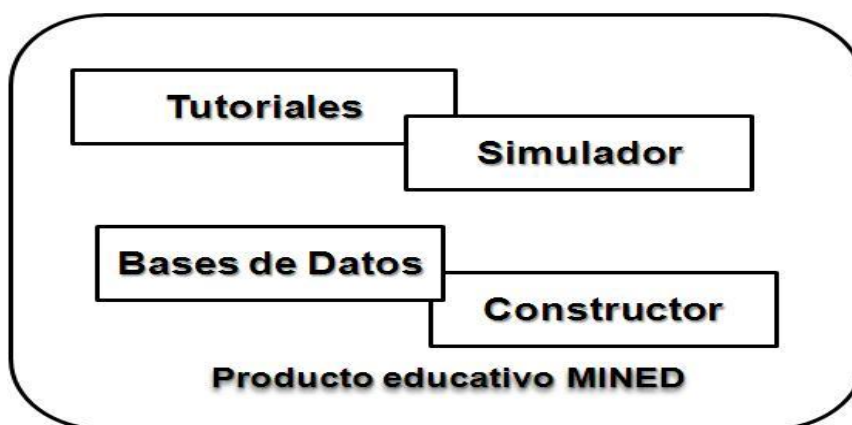 Tutoriales
Simulador
Bases de Datos
Constructor
Producto educativo MINED